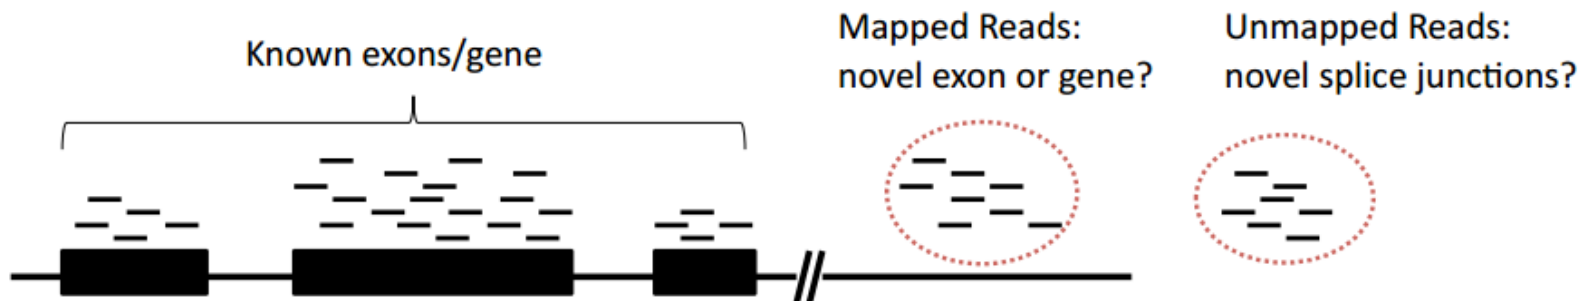 Known exons/gene
Mapped Reads:
novel exon or gene?
Unmapped Reads:
novel splice junctions?